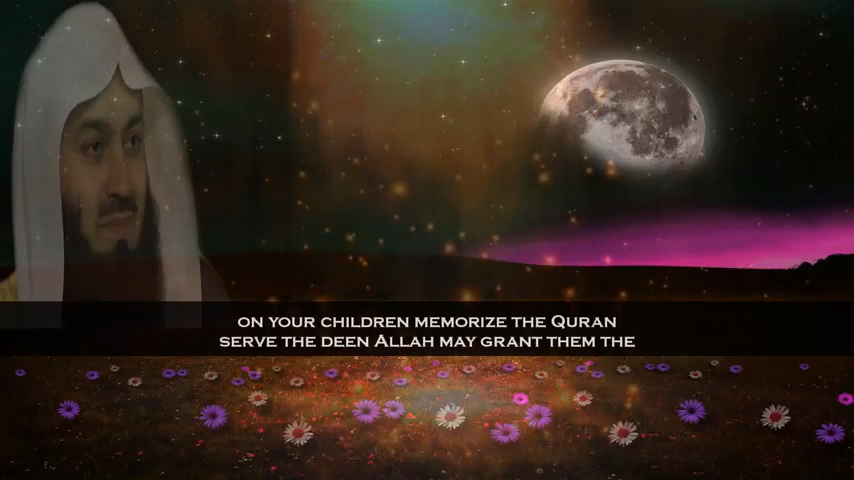 ON YOUR CHILDREN MEMORIZE THE QURAN
SERVE THE DEEN ALLAH MAY GRANT THEM THE